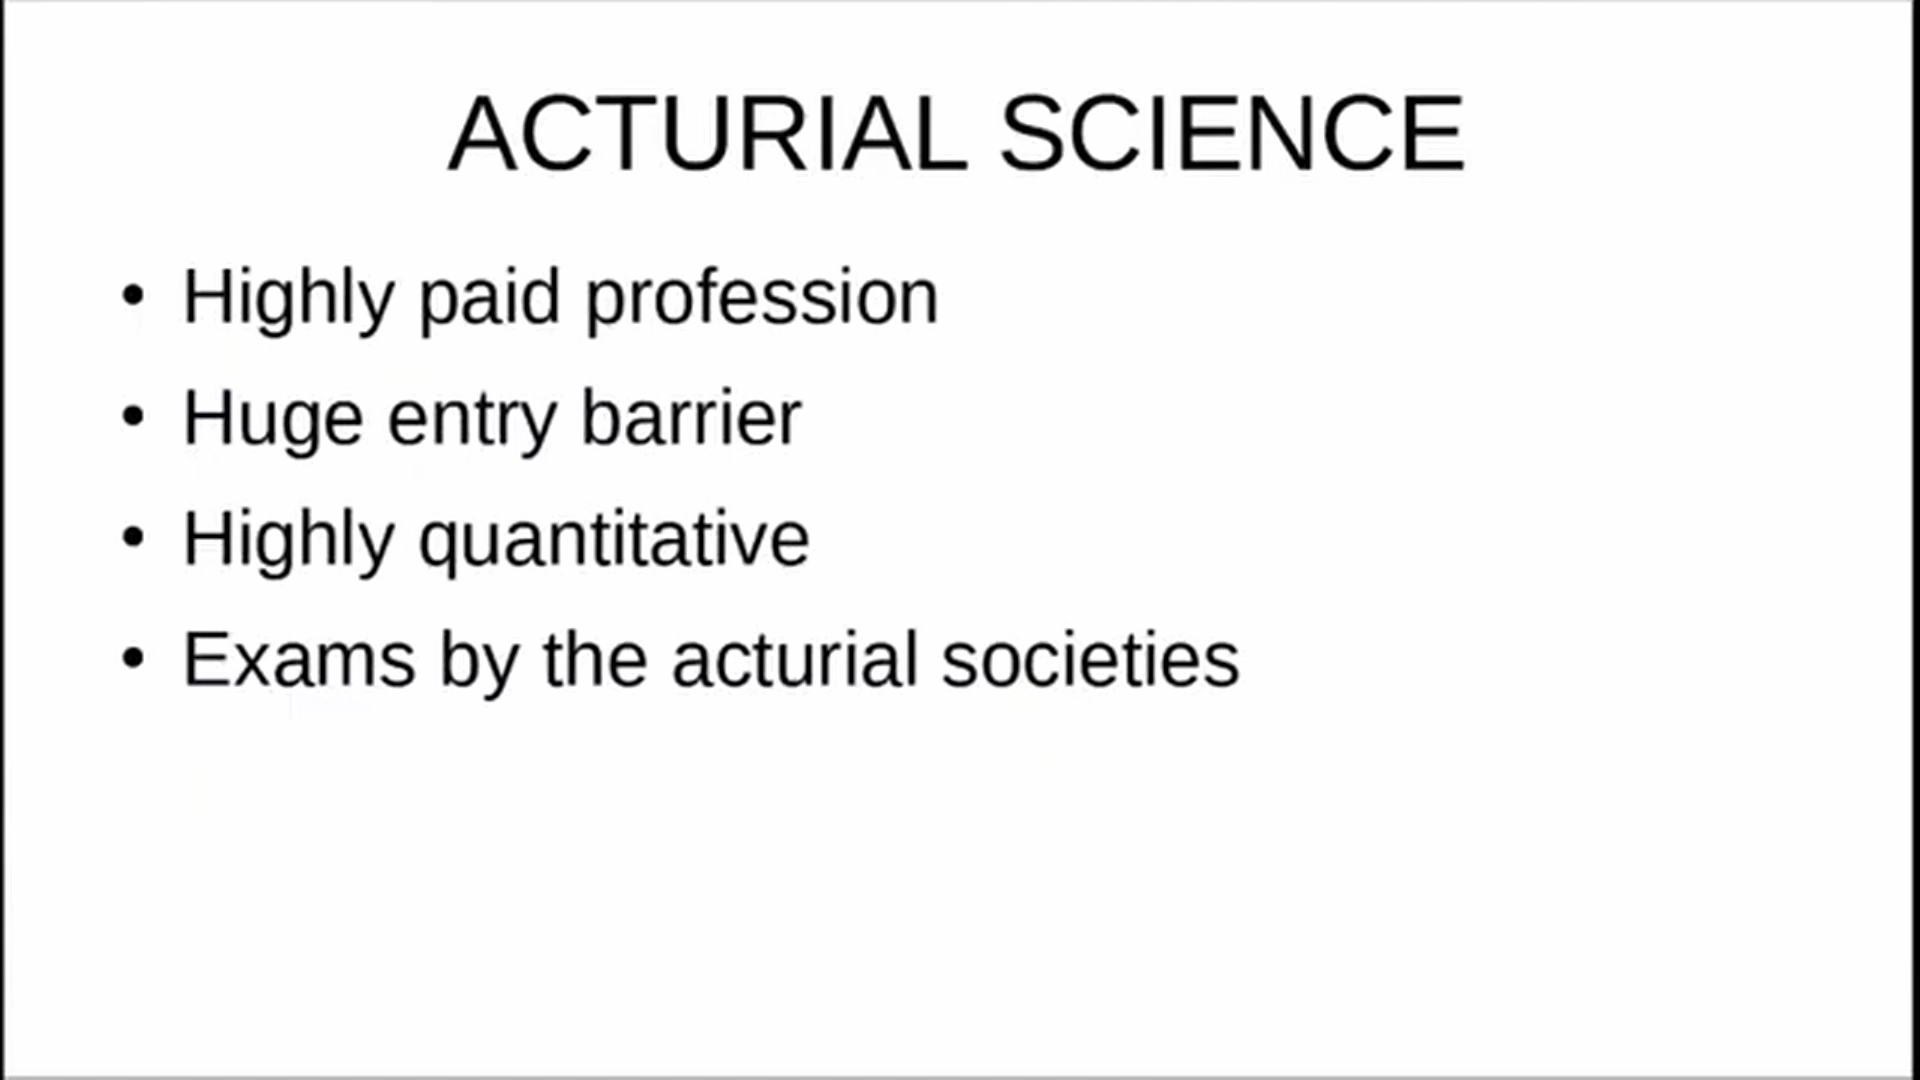 ACTURIAL SCIENCE
• Highly paid profession
• Huge entry barrier
• Highly quantitative
• Exams by the acturial societies